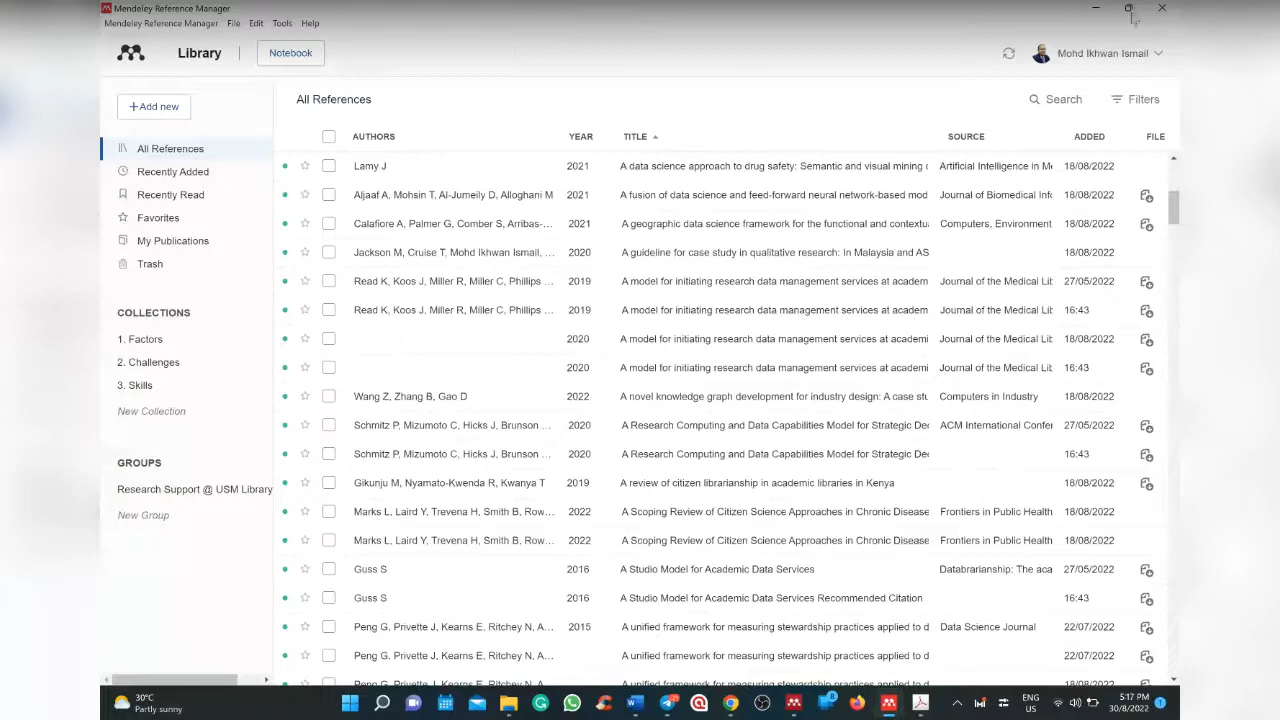 Mendeley Reference Manager
Mendeley Reference Manager File Edit Tools Help
Library | Notebook Mohd Ikhwan Ismail
+Add new All References Search Filters
AUTHORS YEAR TITLE SOURCE ADDED FILE
All References
Recently Added
Recently Read
Favorites
My Publications
Trash
COLLECTIONS
1. Factors
2. Challenges
3. Skills
New Collection
GROUPS
Research Support @ USM Library
New Group
Lamy J 2021 A data science approach to drug safety: Semantic and visual mining Artificial Intelligence in Me 18/08/2022
Aljaaf A, Mohsin T, Al-Jumeily D, Alloghani M 2021 A fusion of data science and feed-forward neural network-based mod Journal of Biomedical Info 18/08/2022
Calafiore A, Palmer G, Comber S, Arribas-... 2021 A geographic data science framework for the functional and contextu Computers, Environment 18/08/2022
Jackson M, Cruise T, Mohd Ikhwan Ismail, ... 2020 A guideline for case study in qualitative research: In Malaysia and AS 18/08/2022
Read K, Koos J, Miller R, Miller C, Phillips ... 2019 A model for initiating research data management services at academi Journal of the Medical Lib 27/05/2022
Read K, Koos J, Miller R, Miller C, Phillips ... 2019 A model for initiating research data management services at academi Journal of the Medical Lib 16:43
2020 A model for initiating research data management services at academi Journal of the Medical Lib 18/08/2022
2020 A model for initiating research data management services at academi Journal of the Medical Lib 16:43
Wang Z, Zhang B, Gao D 2022 A novel knowledge graph development for industry design: A case stu Computers in Industry 18/08/2022
Schmitz P, Mizumoto C, Hicks J, Brunson ... 2020 A Research Computing and Data Capabilities Model for Strategic Dec ACM International Confer 27/05/2022
Schmitz P, Mizumoto C, Hicks J, Brunson ... 2020 A Research Computing and Data Capabilities Model for Strategic Dec 16:43
Gikunju M, Nyamato-Kwenda R, Kwanya T 2019 A review of citizen librarianship in academic libraries in Kenya 18/08/2022
Marks L, Laird Y, Trevena H, Smith B, Row... 2022 A Scoping Review of Citizen Science Approaches in Chronic Disease Frontiers in Public Health 18/08/2022
Marks L, Laird Y, Trevena H, Smith B, Row... 2022 A Scoping Review of Citizen Science Approaches in Chronic Disease Frontiers in Public Health 18/08/2022
Guss S 2016 A Studio Model for Academic Data Services Databrarianship: The aca 27/05/2022
Guss S 2016 A Studio Model for Academic Data Services Recommended Citation 16:43
Peng G, Privette J, Kearns E, Ritchey N, A... 2015 A unified framework for measuring stewardship practices applied to d Data Science Journal 22/07/2022
Peng G, Privette J, Kearns E, Ritchey N, A... A unified framework for measuring stewardship practices applied to d 22/07/2022
30°C
Partly sunny
ENG
US
5:17 PM
30/8/2022